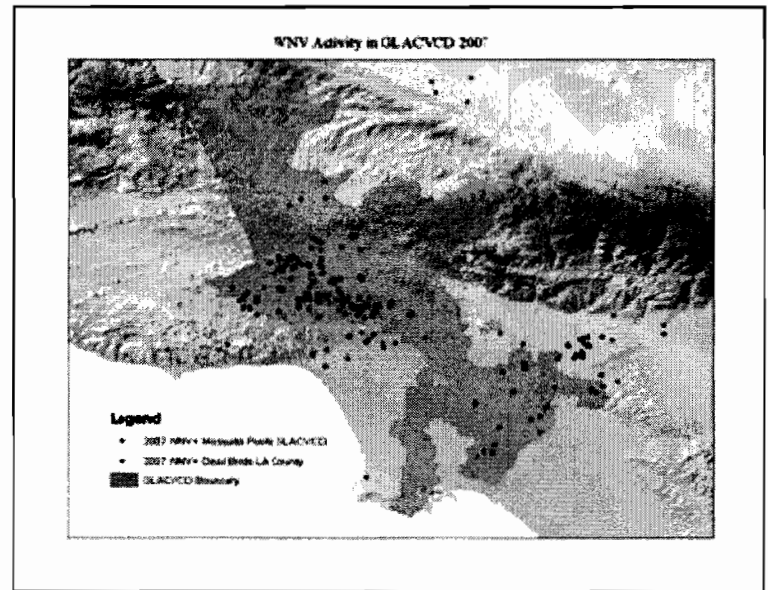 WNV Activity in GLACVCD 2007
Legend
2007 WNV+ Mosquito Pools GLACVCD
2007 WNV+ Dead Birds LA County
GLACVCD Boundary